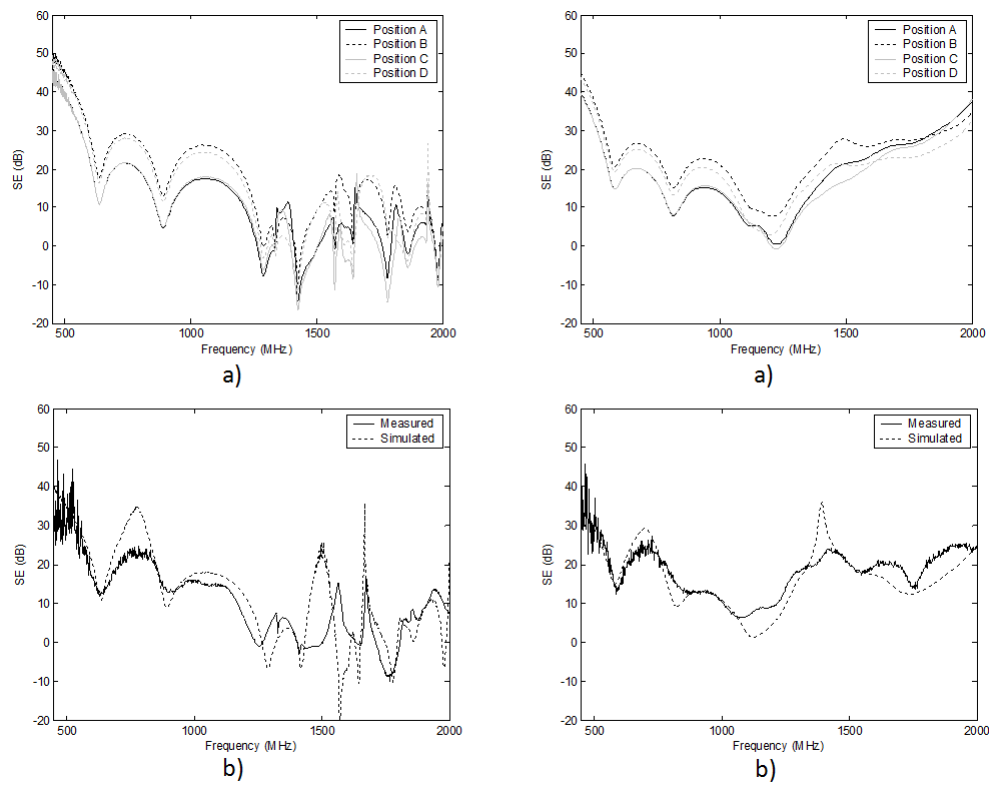 60
50
40
30
20
10
0
-10
-20
SE (dB)
500
1000
1500
2000
Frequency (MHz)
Position A
Position B
Position C
Position D
a)
60
50
40
30
20
10
0
-10
-20
SE (dB)
500
1000
1500
2000
Frequency (MHz)
Position A
Position B
Position C
Position D
a)
60
50
40
30
20
10
0
-10
-20
SE (dB)
500
1000
1500
2000
Frequency (MHz)
Measured
Simulated
b)
60
50
40
30
20
10
0
-10
-20
SE (dB)
500
1000
1500
2000
Frequency (MHz)
Measured
Simulated
b)